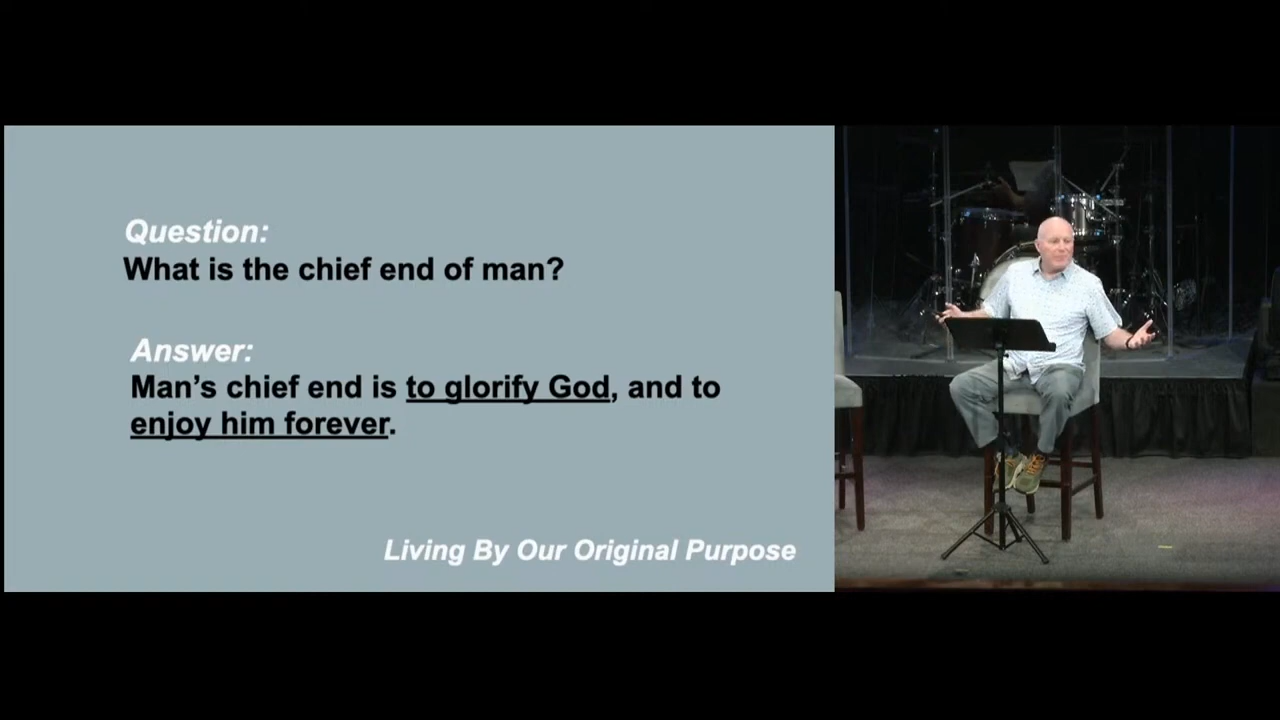 Question:
What is the chief end of man?
Answer:
Man’s chief end is to glorify God, and to
enjoy him forever.
Living By Our Original Purpose